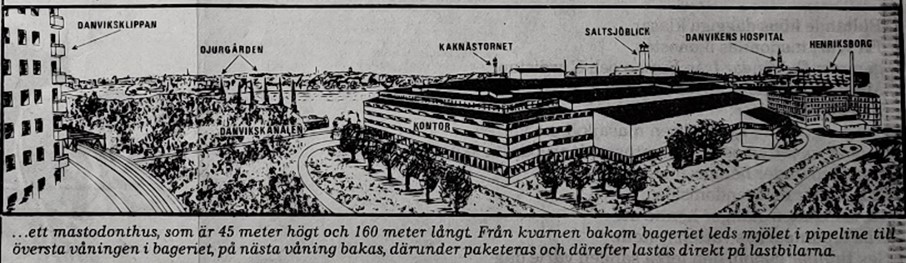 DANVIKSKLIPPAN
DJURGÅRDEN
KAKNÄSTORNET
SALTSJÖBLICK
DANVIKENS HOSPITAL
HENRIKSBORG
DANVIKSKANALEN
KONTOR
...ett mastodonthus, som är 45 meter högt och 160 meter långt. Från kvarnen bakom bageriet leds mjölet i pipeline till
översta våningen i bageriet, på nästa våning bakas, därunder paketeras och därefter lastas direkt på lastbilarna.